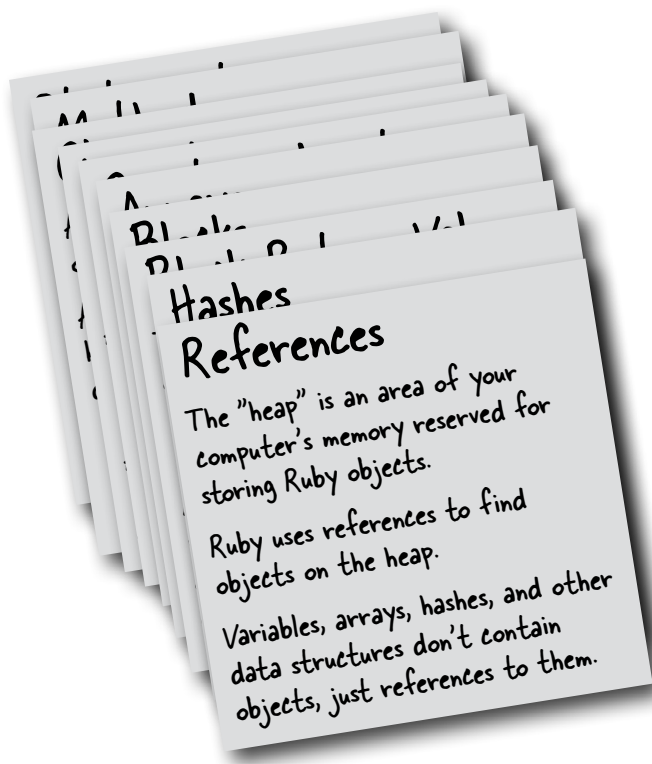 Blocks
Hashes
References
The "heap" is an area of your
computer's memory reserved for
storing Ruby objects.
Ruby uses references to find
objects on the heap.
Variables, arrays, hashes, and other
data structures don't contain
objects, just references to them.